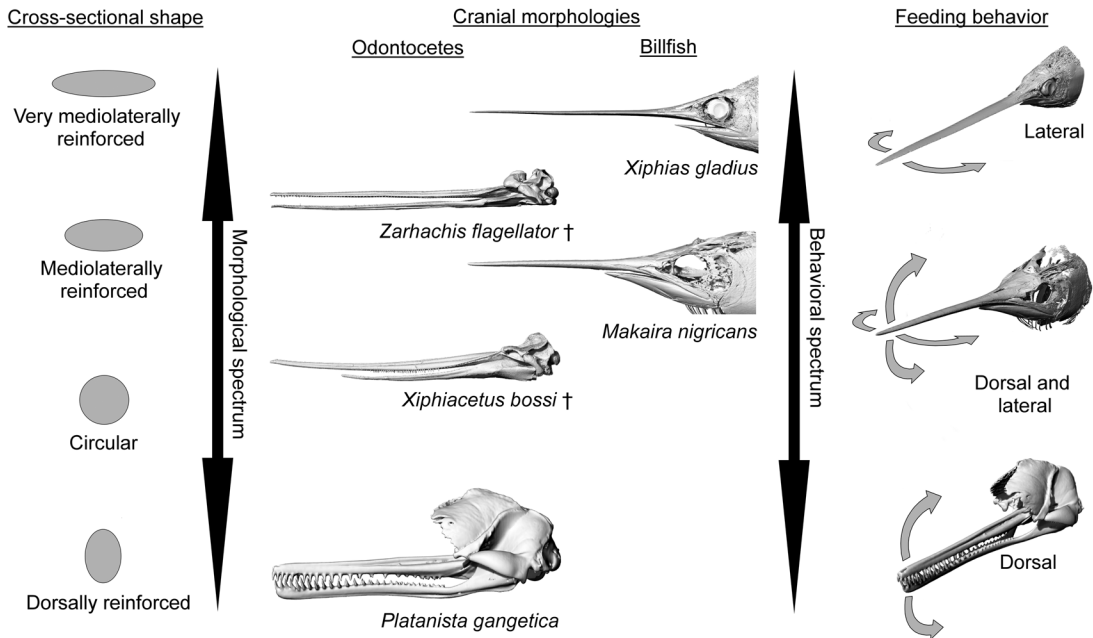 Cross-sectional shape
Cranial morphologies
Feeding behavior
Odontocetes
Billfish
Very mediolaterally
reinforced
Mediolaterally
reinforced
Circular
Dorsally reinforced
Morphological spectrum
Xiphias gladius
Zarhachis flagellator †
Makaira nigricans
Xiphiacetus bossi †
Platanista gangetica
Behavioral spectrum
Lateral
Dorsal and
lateral
Dorsal